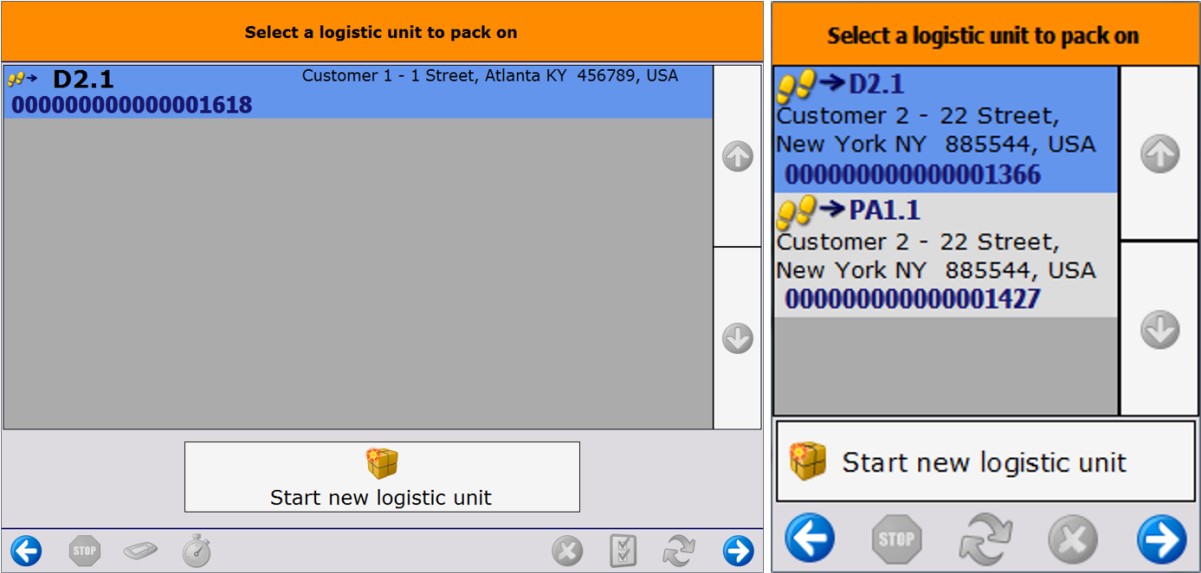 Select a logistic unit to pack on
D2.1 Customer 1 - 1 Street, Atlanta KY  456789, USA
000000000000001618
Start new logistic unit
STOP
Select a logistic unit to pack on
D2.1
Customer 2 - 22 Street,
New York NY  885544, USA
000000000000001366
PA1.1
Customer 2 - 22 Street,
New York NY  885544, USA
000000000000001427
Start new logistic unit
STOP